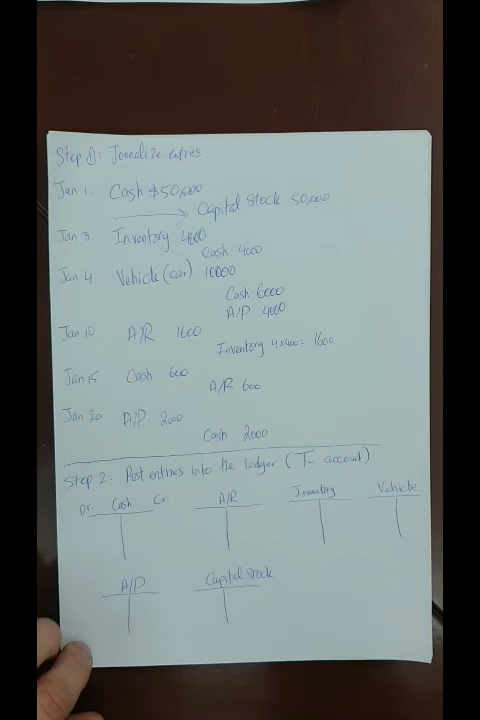 Step ①: Jornalize entries
Jan 1. Cash $50,000
Capital Stock 50,000
Jan 3 Inventory 4000
Cash 4000
Jan 4. Vehicle (car) 10000
Cash 6000
A/P 4000
Jan 10 A/R 1600
Inventory 4x400 = 1600
Jan 15 Cash 600
A/R 600
Jan 20 A/P 2000
Cash 2000
Step 2: Post entries into the ledger (T- account)
Dr. Cash Cr. A/R Inventory Vehicle
A/P Capital Stock